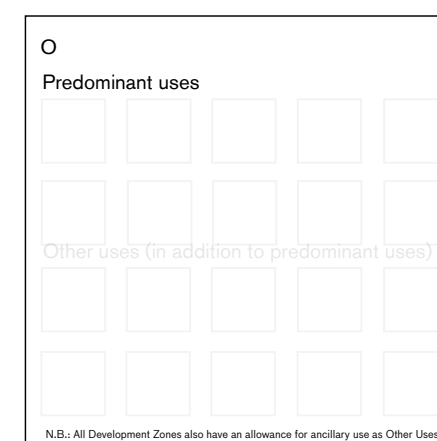 O
Predominant uses
Other uses (in addition to predominant uses)
N.B.: All Development Zones also have an allowance for ancillary use as Other Uses